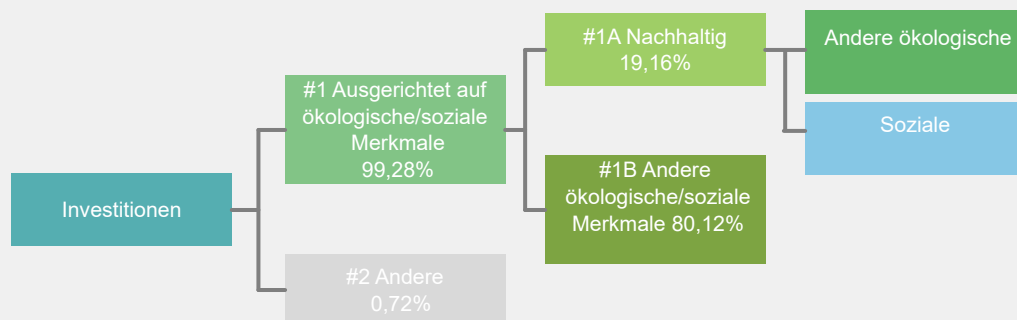 Investitionen
#1 Ausgerichtet auf
ökologische/soziale
Merkmale
99,28%
#2 Andere
0,72%
#1A Nachhaltig
19,16%
#1B Andere
ökologische/soziale
Merkmale 80,12%
Andere ökologische
Soziale